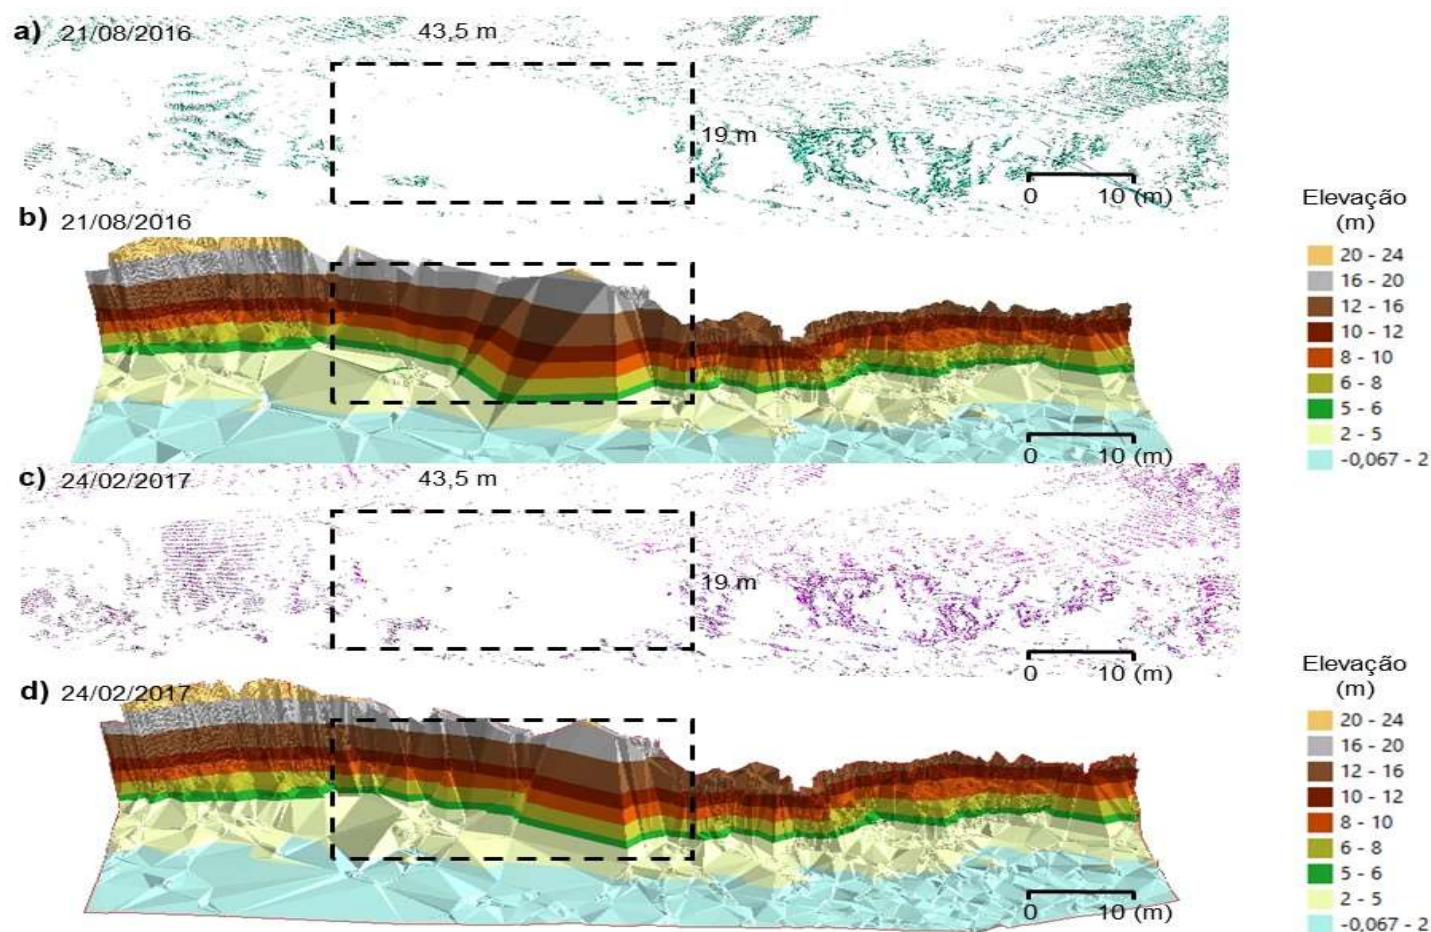 a) 21/08/2016
43,5 m
19 m
0 10 (m)
b) 21/08/2016
0 10 (m)
Elevação
(m)
20 - 24
16 - 20
12 - 16
10 - 12
8 - 10
6 - 8
5 - 6
2 - 5
-0,067 - 2
c) 24/02/2017
43,5 m
19 m
0 10 (m)
d) 24/02/2017
0 10 (m)
Elevação
(m)
20 - 24
16 - 20
12 - 16
10 - 12
8 - 10
6 - 8
5 - 6
2 - 5
-0,067 - 2